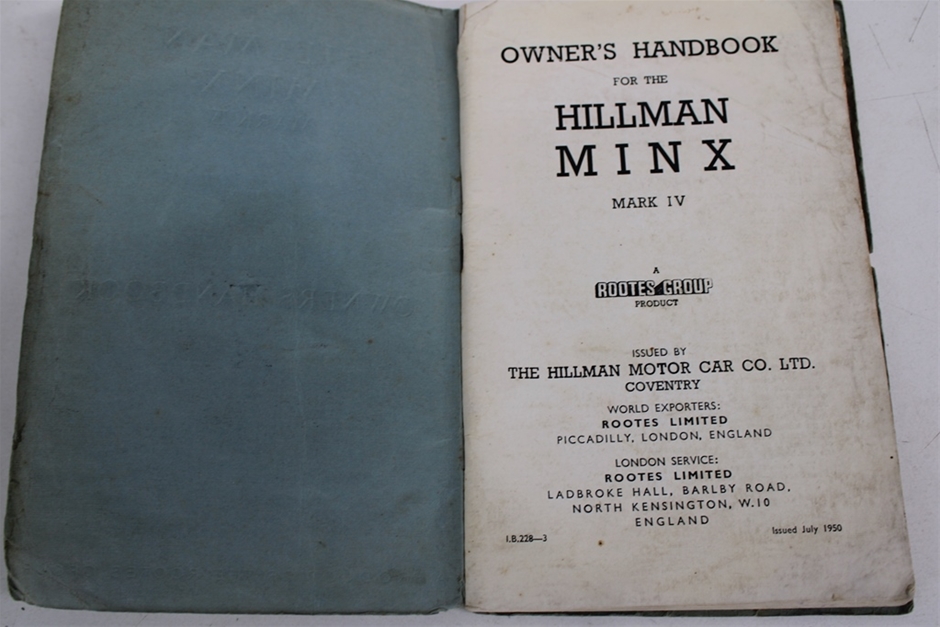 OWNER'S HANDBOOK
FOR THE
HILLMAN
MINX
MARK IV
A
ROOTES GROUP
PRODUCT
ISSUED BY
THE HILLMAN MOTOR CAR CO. LTD.
COVENTRY
WORLD EXPORTERS:
ROOTES LIMITED
PICCADILLY, LONDON, ENGLAND
LONDON SERVICE:
ROOTES LIMITED
LADBROKE HALL, BARLBY ROAD,
NORTH KENSINGTON, W.10
ENGLAND
I.B.228—3
Issued July 1950